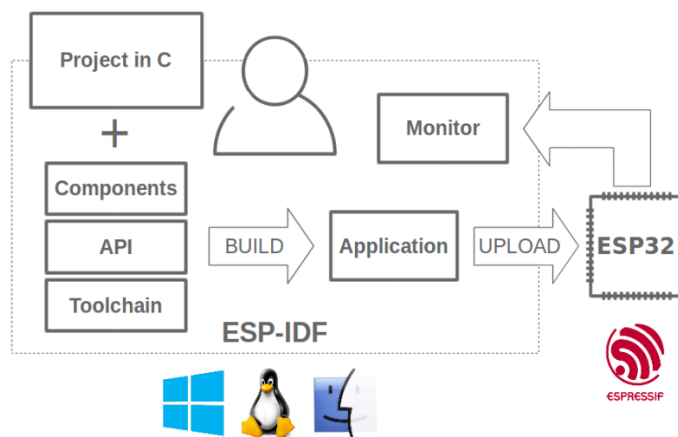 Project in C
+
Components
API
Toolchain
BUILD
Application
UPLOAD
Monitor
ESP32
ESP-IDF
ESPRESSIF